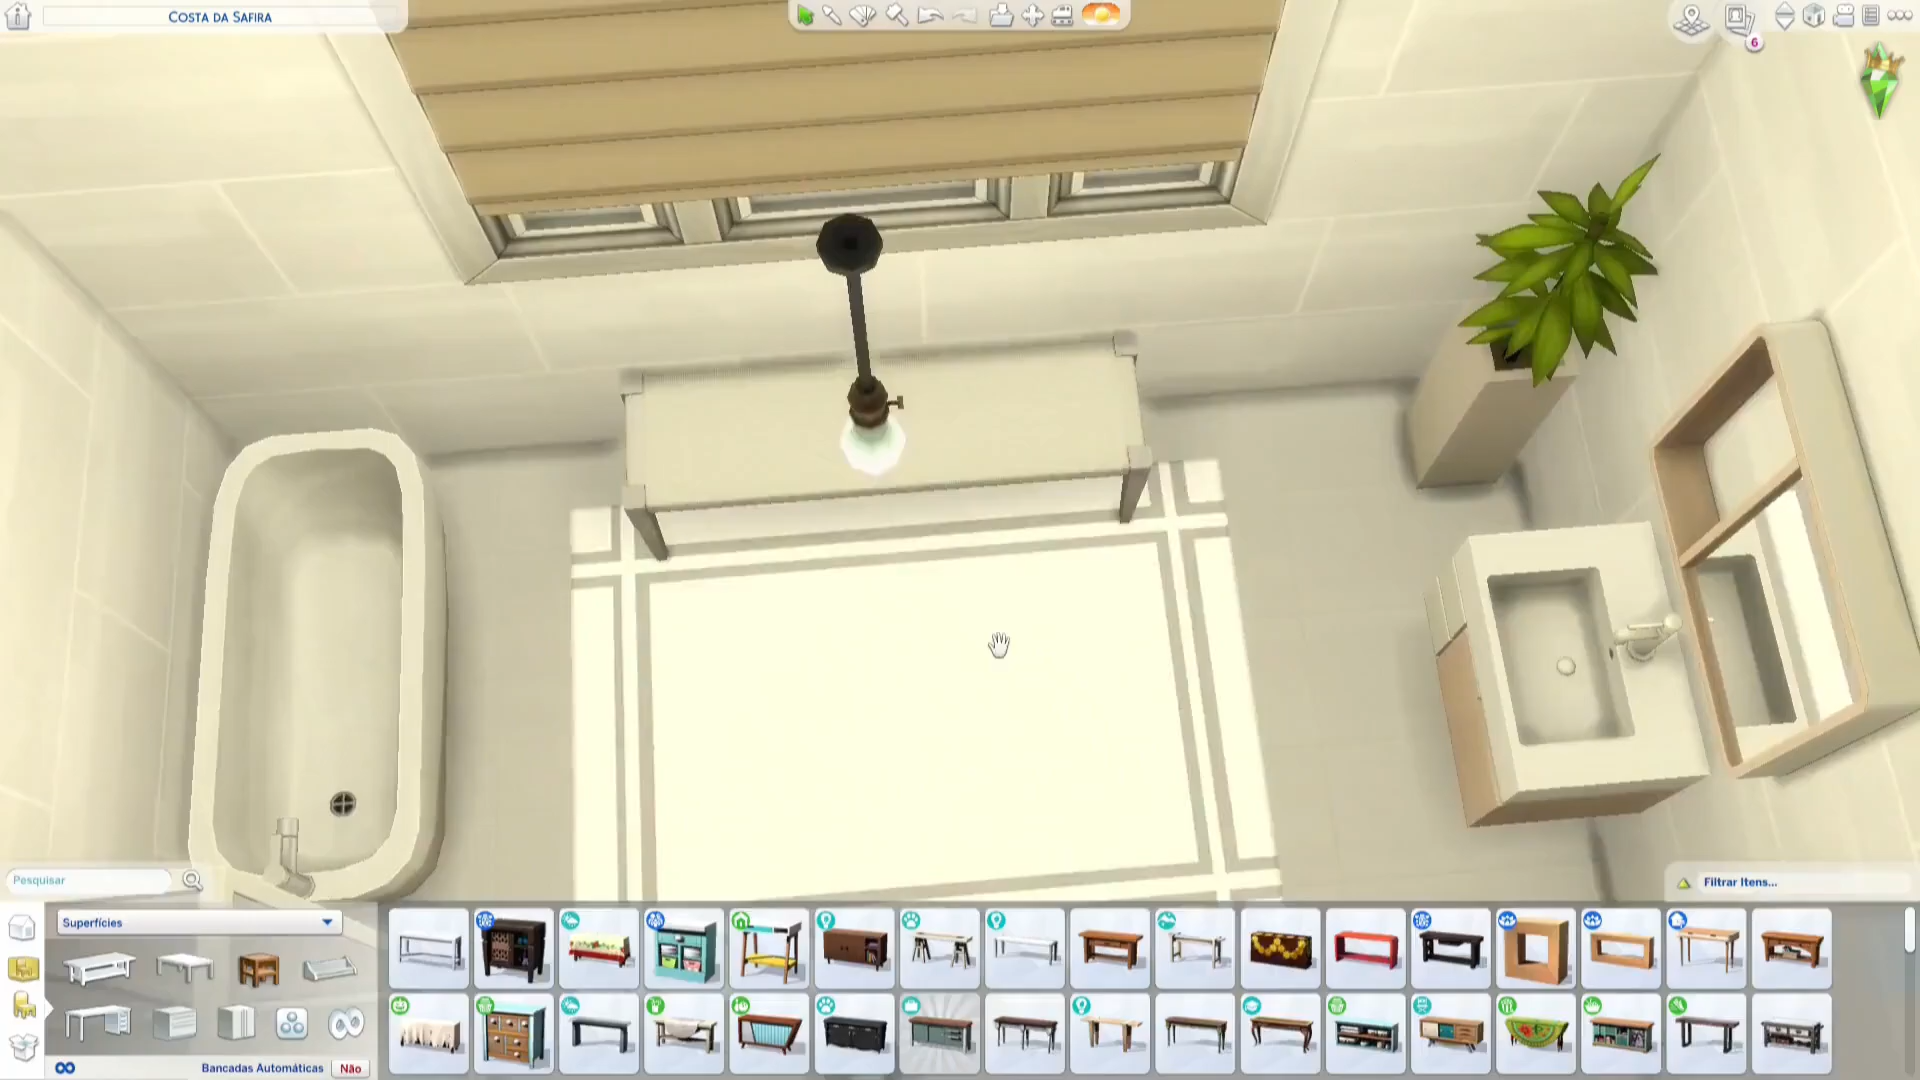 Costa da Safira
6
Pesquisar
Filtrar Itens...
Superfícies
Bancadas Automáticas
Não